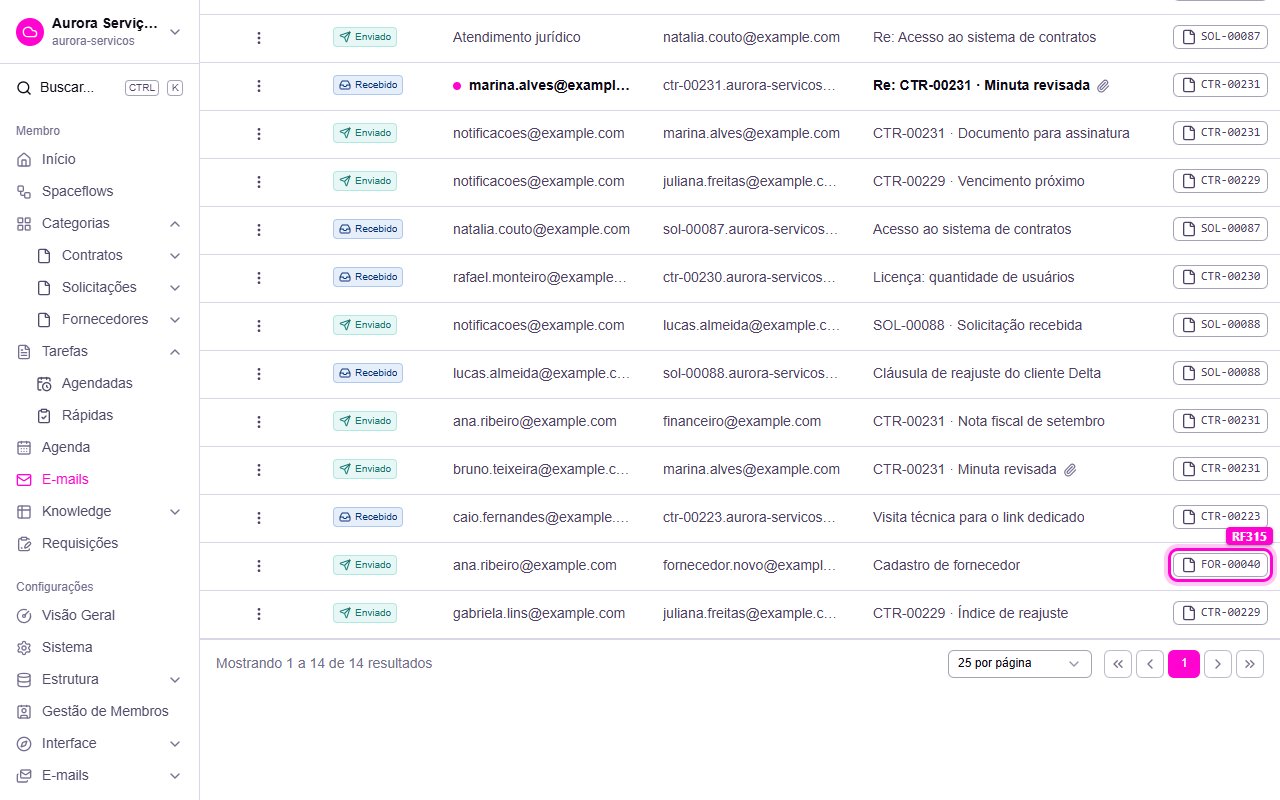 Aurora Serviç...
aurora-servicos
Buscar... CTRL K
Membro
Início
Spaceflows
Categorias
Contratos
Solicitações
Fornecedores
Tarefas
Agendadas
Rápidas
Agenda
E-mails
Knowledge
Requisições
Configurações
Visão Geral
Sistema
Estrutura
Gestão de Membros
Interface
E-mails
Enviado Atendimento jurídico natalia.couto@example.com Re: Acesso ao sistema de contratos SOL-00087
Recebido marina.alves@exampl... ctr-00231.aurora-servicos... Re: CTR-00231 · Minuta revisada CTR-00231
Enviado notificacoes@example.com marina.alves@example.com CTR-00231 · Documento para assinatura CTR-00231
Enviado notificacoes@example.com juliana.freitas@example.c... CTR-00229 · Vencimento próximo CTR-00229
Recebido natalia.couto@example.com sol-00087.aurora-servicos... Acesso ao sistema de contratos SOL-00087
Recebido rafael.monteiro@example... ctr-00230.aurora-servicos... Licença: quantidade de usuários CTR-00230
Enviado notificacoes@example.com lucas.almeida@example.c... SOL-00088 · Solicitação recebida SOL-00088
Recebido lucas.almeida@example.c... sol-00088.aurora-servicos... Cláusula de reajuste do cliente Delta SOL-00088
Enviado ana.ribeiro@example.com financeiro@example.com CTR-00231 · Nota fiscal de setembro CTR-00231
Enviado bruno.teixeira@example.c... marina.alves@example.com CTR-00231 · Minuta revisada CTR-00231
Recebido caio.fernandes@example.... ctr-00223.aurora-servicos... Visita técnica para o link dedicado CTR-00223
RF315
Enviado ana.ribeiro@example.com fornecedor.novo@exampl... Cadastro de fornecedor FOR-00040
Enviado gabriela.lins@example.com juliana.freitas@example.c... CTR-00229 · Índice de reajuste CTR-00229
Mostrando 1 a 14 de 14 resultados 25 por página 1